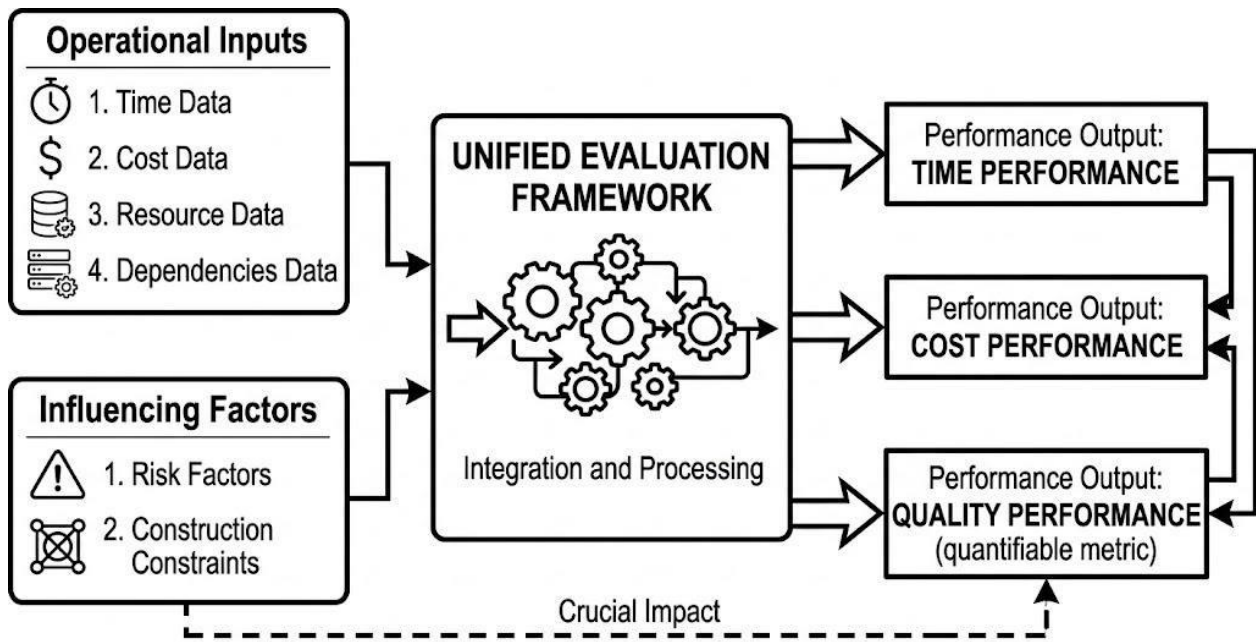 Operational Inputs
1. Time Data
$
2. Cost Data
3. Resource Data
4. Dependencies Data
Influencing Factors
1. Risk Factors
2. Construction
Constraints
UNIFIED EVALUATION
FRAMEWORK
Integration and Processing
Performance Output:
TIME PERFORMANCE
Performance Output:
COST PERFORMANCE
Performance Output:
QUALITY PERFORMANCE
(quantifiable metric)
Crucial Impact